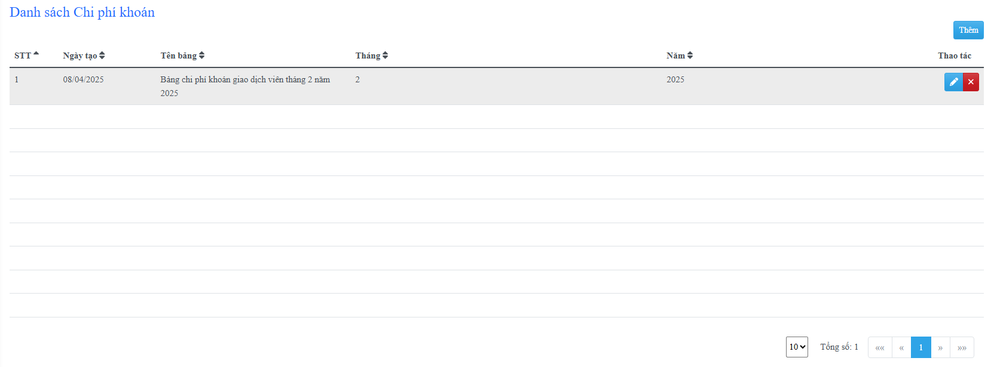 Danh sách Chi phí khoán
Thêm
STT Ngày tạo Tên bảng Tháng Năm Thao tác
1 08/04/2025 Bảng chi phí khoán giao dịch viên tháng 2 năm 2 2025
2025
10 Tổng số: 1 «« « 1 » »»